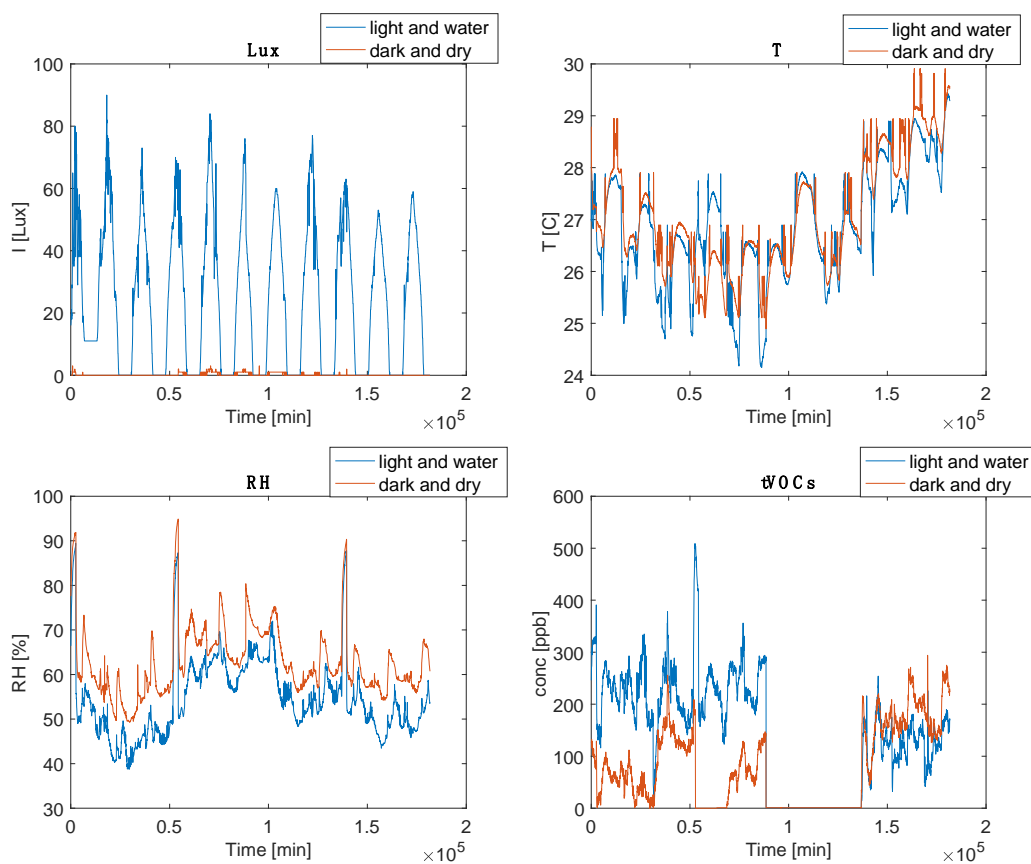 light and water
dark and dry
Lux
100
80
60
40
20
0
I [Lux]
0
0.5
1
1.5
2
Time [min]
×10^5
light and water
dark and dry
T
30
29
28
27
26
25
24
T [C]
0
0.5
1
1.5
2
Time [min]
×10^5
light and water
dark and dry
RH
100
90
80
70
60
50
40
30
RH [%]
0
0.5
1
1.5
2
Time [min]
×10^5
light and water
dark and dry
tVOCs
600
500
400
300
200
100
0
conc [ppb]
0
0.5
1
1.5
2
Time [min]
×10^5